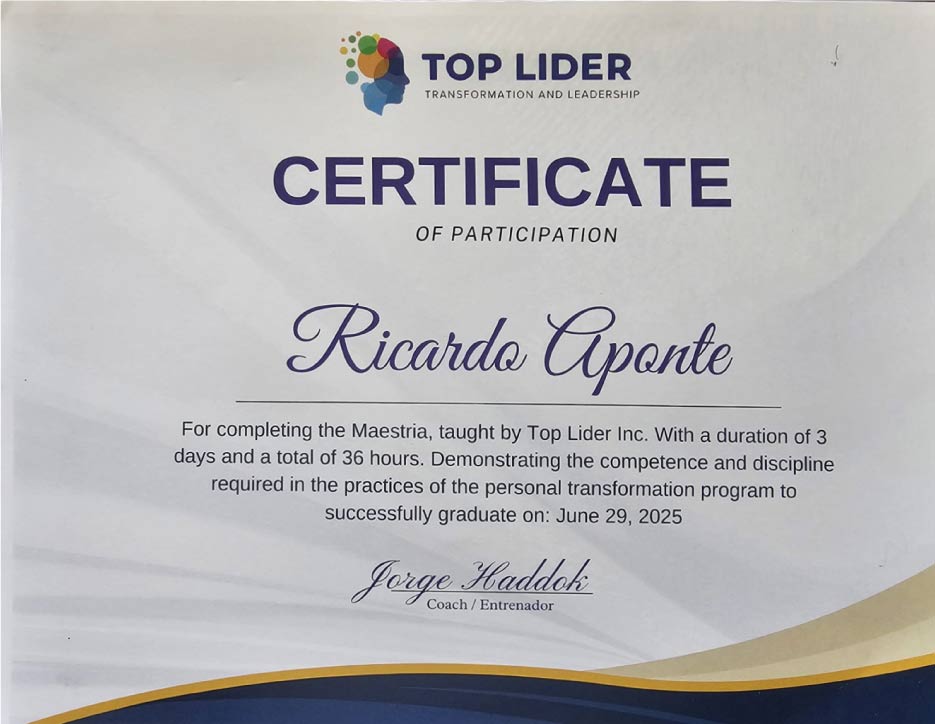 TOP LIDER
TRANSFORMATION AND LEADERSHIP
CERTIFICATE
OF PARTICIPATION
Ricardo Aponte
For completing the Maestria, taught by Top Lider Inc. With a duration of 3
days and a total of 36 hours. Demonstrating the competence and discipline
required in the practices of the personal transformation program to
successfully graduate on: June 29, 2025
Jorge Haddok
Coach / Entrenador